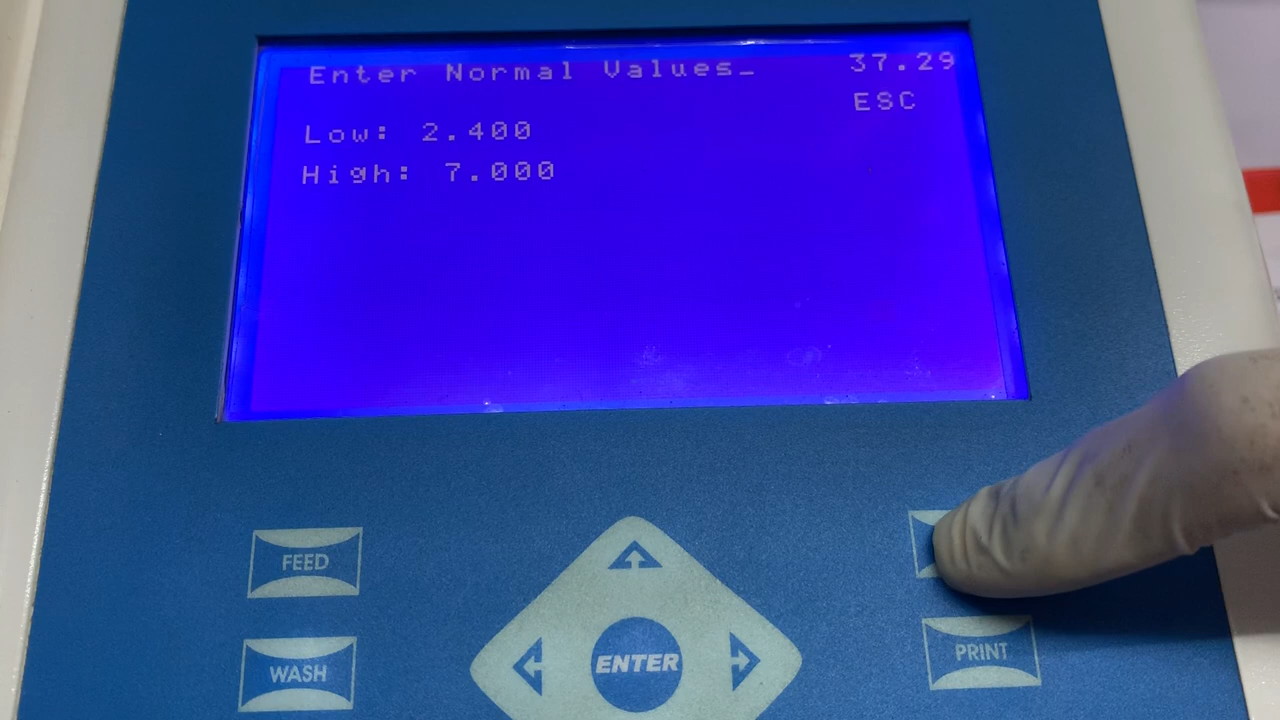 Enter Normal Values_ 37.29
ESC
Low: 2.400
High: 7.000
FEED
WASH
ENTER
PRINT